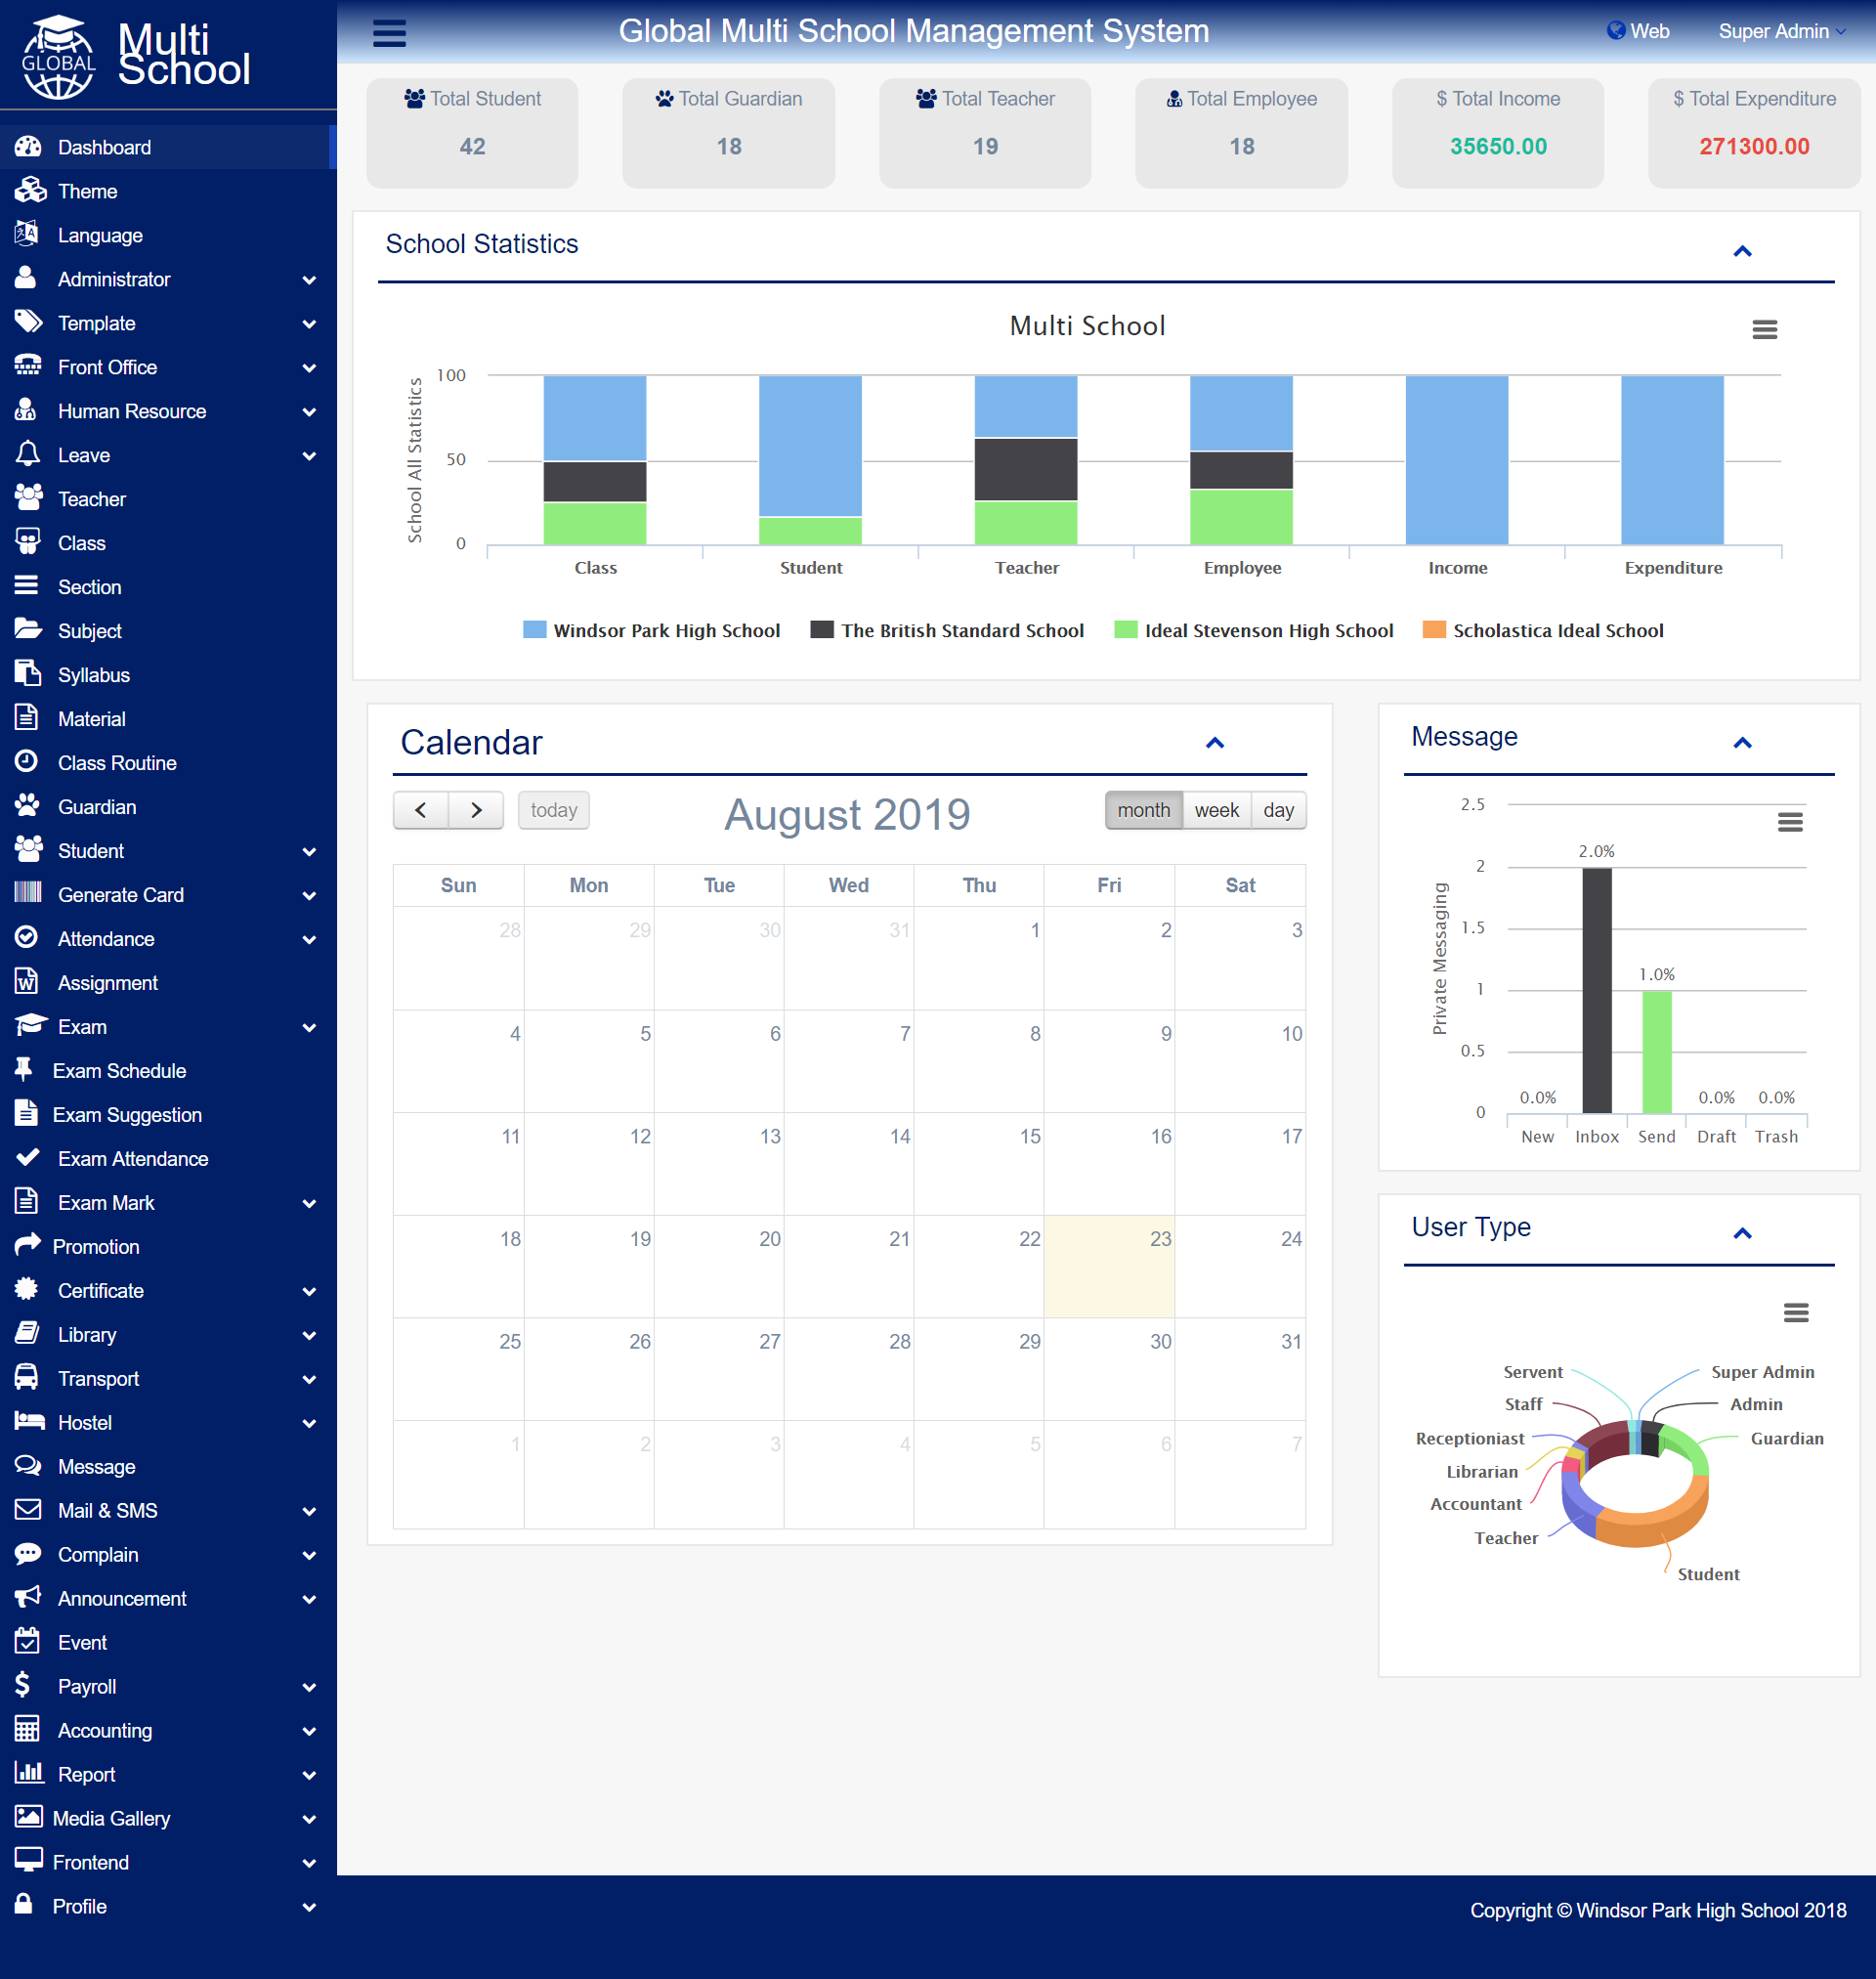 GLOBAL
Multi
School
Dashboard
Theme
Language
Administrator
Template
Front Office
Human Resource
Leave
Teacher
Class
Section
Subject
Syllabus
Material
Class Routine
Guardian
Student
Generate Card
Attendance
Assignment
Exam
Exam Schedule
Exam Suggestion
Exam Attendance
Exam Mark
Promotion
Certificate
Library
Transport
Hostel
Message
Mail & SMS
Complain
Announcement
Event
Payroll
Accounting
Report
Media Gallery
Frontend
Profile
Global Multi School Management System
Web
Super Admin
Total Student
42
Total Guardian
18
Total Teacher
19
Total Employee
18
$ Total Income
35650.00
$ Total Expenditure
271300.00
School Statistics
Multi School
School All Statistics
100
50
0
Class Student Teacher Employee Income Expenditure
Windsor Park High School The British Standard School Ideal Stevenson High School Scholastica Ideal School
Calendar
today
August 2019
month week day
Sun Mon Tue Wed Thu Fri Sat
28 29 30 31 1 2 3
4 5 6 7 8 9 10
11 12 13 14 15 16 17
18 19 20 21 22 23 24
25 26 27 28 29 30 31
1 2 3 4 5 6 7
Message
Private Messaging
2.5
2
1.5
1
0.5
0
0.0% 2.0% 1.0% 0.0% 0.0%
New Inbox Send Draft Trash
User Type
Servent
Staff
Receptioniast
Librarian
Accountant
Teacher
Super Admin
Admin
Guardian
Student
Copyright © Windsor Park High School 2018